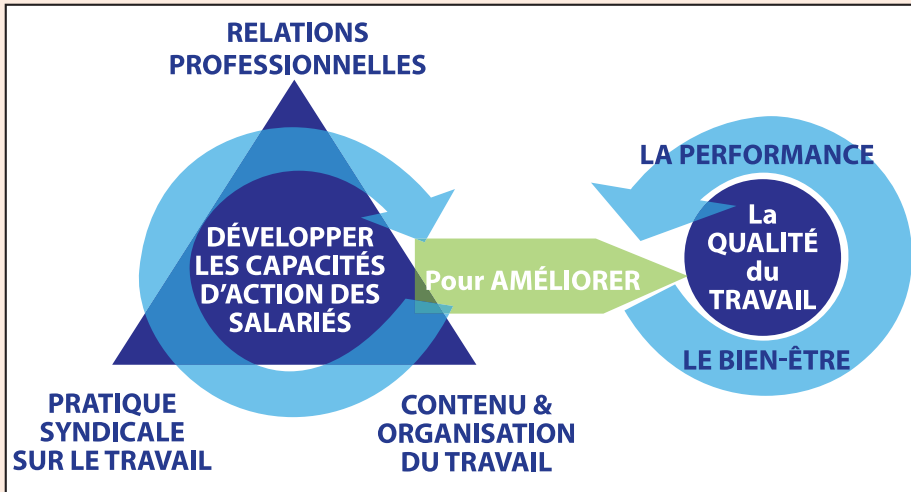 RELATIONS
PROFESSIONNELLES
DÉVELOPPER
LES CAPACITÉS
D'ACTION DES
SALARIÉS
PRATIQUE
SYNDICALE
SUR LE TRAVAIL
CONTENU &
ORGANISATION
DU TRAVAIL
Pour AMÉLIORER
LA PERFORMANCE
La
QUALITÉ
du
TRAVAIL
LE BIEN-ÊTRE